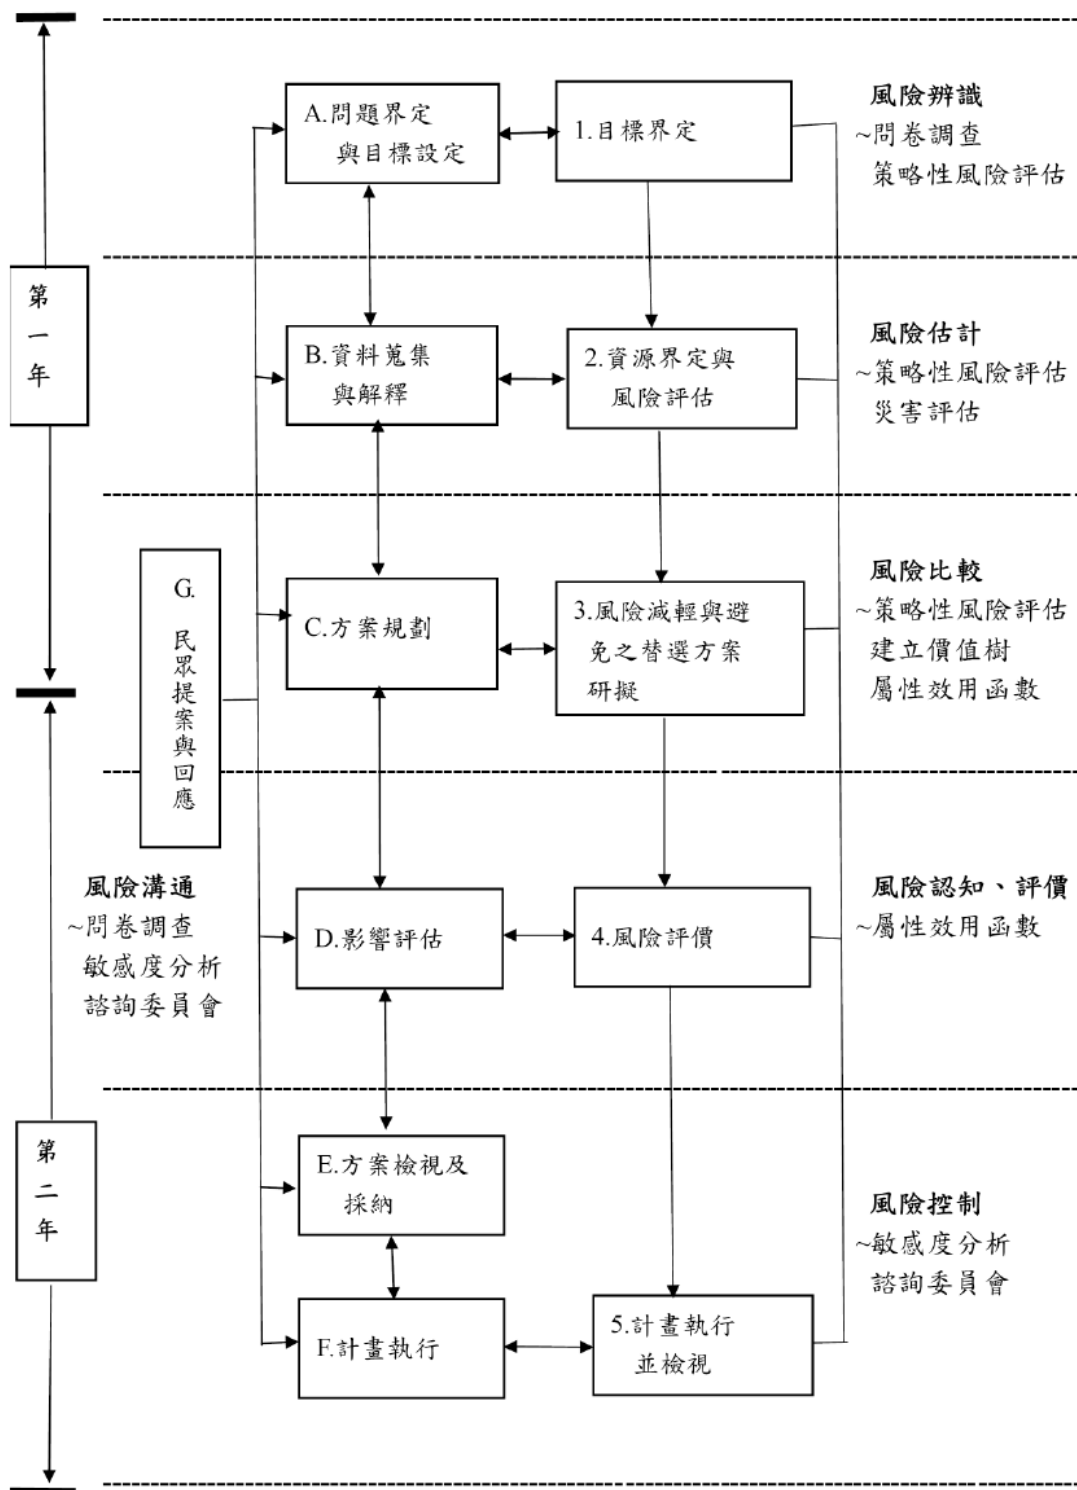 A.問題界定
與目標設定
1.目標界定
風險辨識
~問卷調查
策略性風險評估
第一年
B.資料蒐集
與解釋
2.資源界定與
風險評估
風險估計
~策略性風險評估
災害評估
G.
民眾提案與回應
C.方案規劃
3.風險減輕與避
免之替選方案
研擬
風險比較
~策略性風險評估
建立價值樹
屬性效用函數
風險溝通
~問卷調查
敏感度分析
諮詢委員會
D.影響評估
4.風險評價
風險認知、評價
~屬性效用函數
第二年
E.方案檢視及
採納
F.計畫執行
5.計畫執行
並檢視
風險控制
~敏感度分析
諮詢委員會